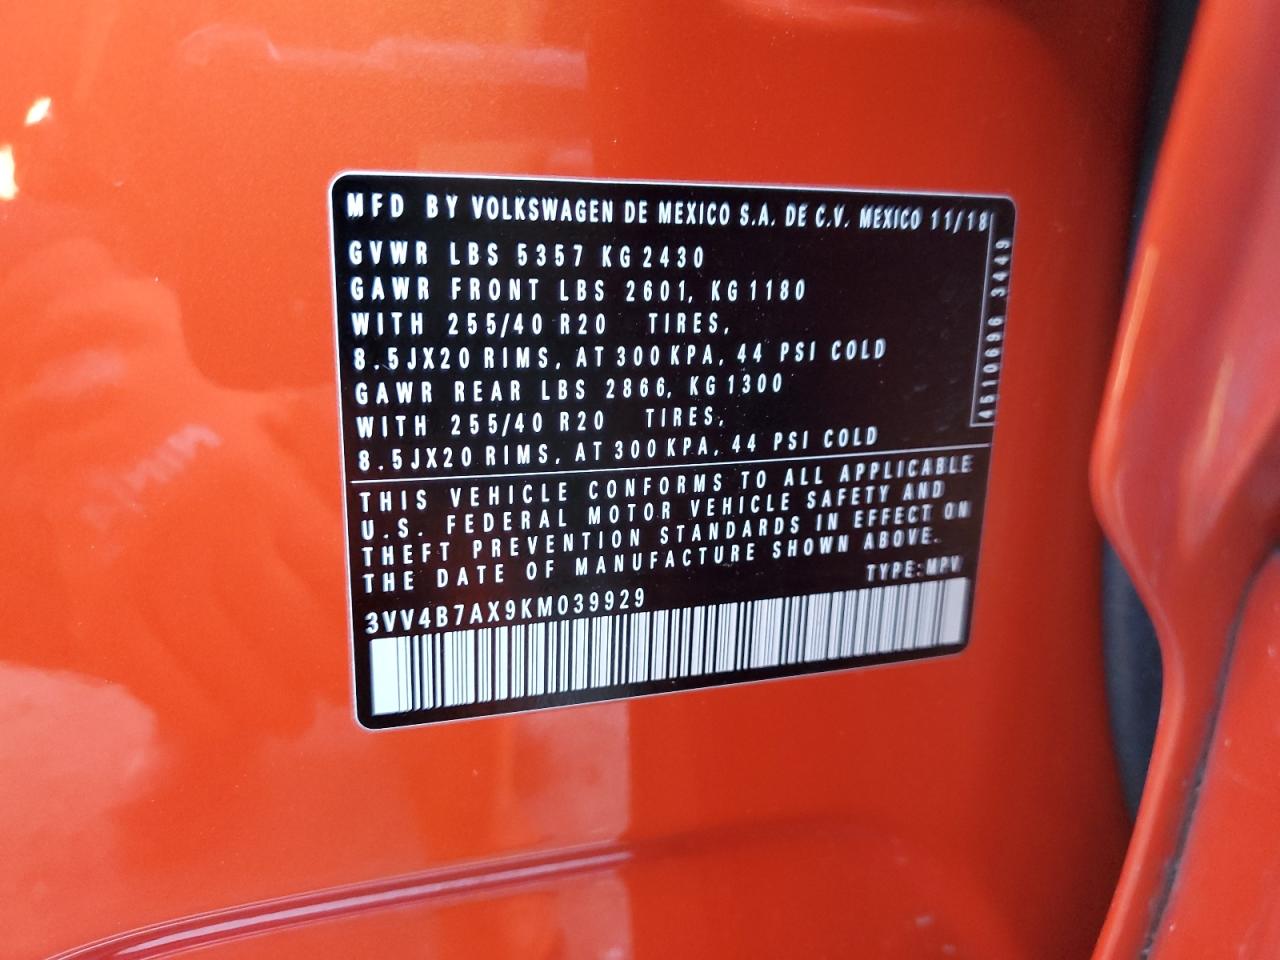 MFD BY VOLKSWAGEN DE MEXICO S.A. DE C.V. MEXICO 11/18
GVWR LBS 5357 KG 2430
GAWR FRONT LBS 2601, KG 1180
WITH 255/40 R20 TIRES,
8.5JX20 RIMS, AT 300 KPA, 44 PSI COLD
GAWR REAR LBS 2866, KG 1300
WITH 255/40 R20 TIRES,
8.5JX20 RIMS, AT 300 KPA, 44 PSI COLD
4510696 3449
THIS VEHICLE CONFORMS TO ALL APPLICABLE
U.S. FEDERAL MOTOR VEHICLE SAFETY AND
THEFT PREVENTION STANDARDS IN EFFECT ON
THE DATE OF MANUFACTURE SHOWN ABOVE.
TYPE:MPV
3VV4B7AX9KM039929